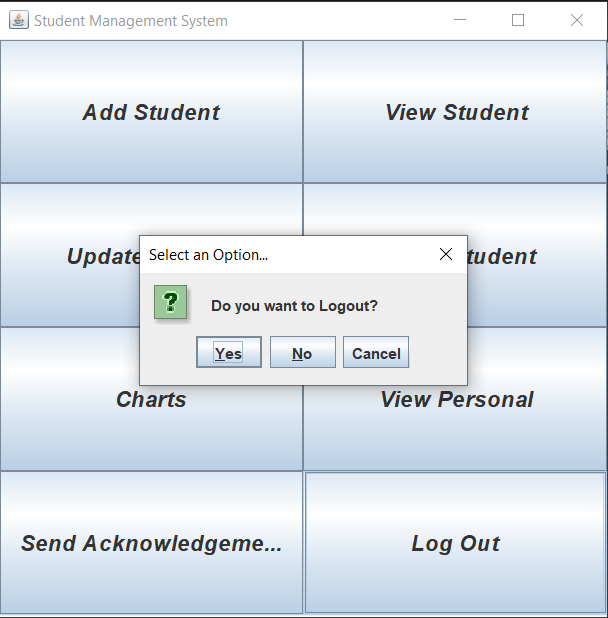 Student Management System
Add Student
View Student
Update
tudent
Select an Option...
Do you want to Logout?
Yes
No
Cancel
Charts
View Personal
Send Acknowledgeme...
Log Out